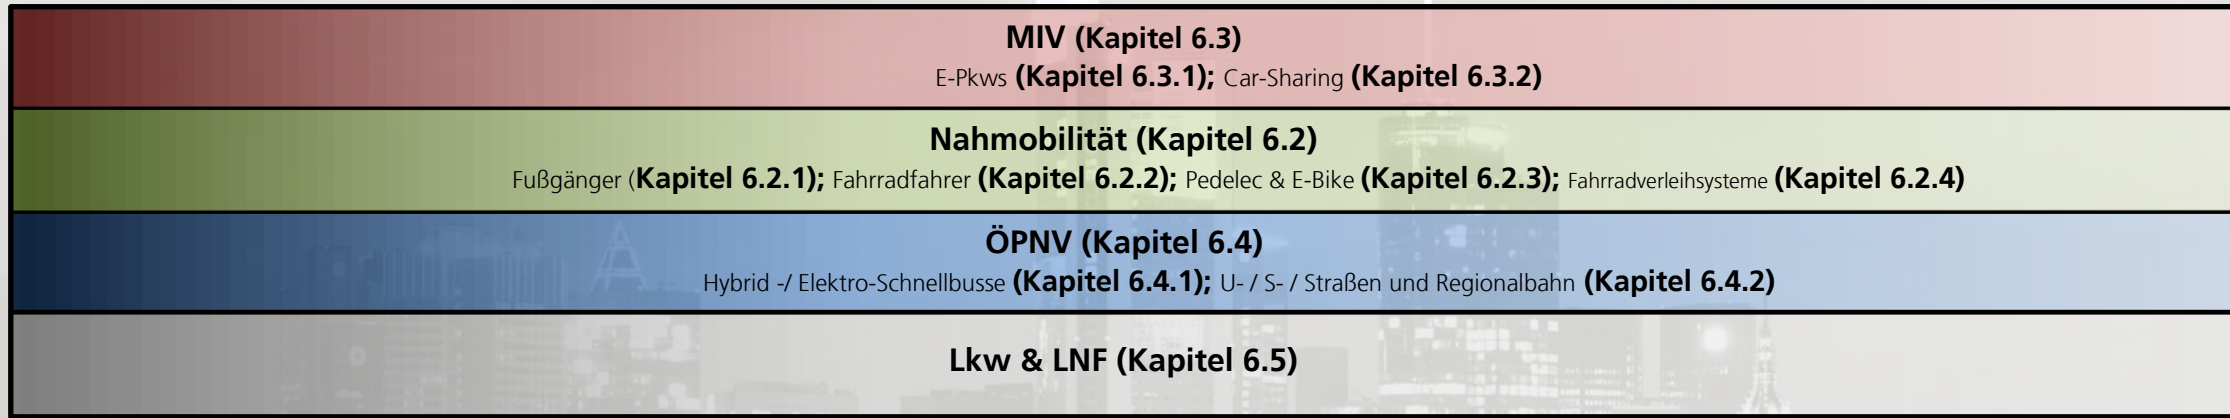 MIV (Kapitel 6.3)
E-Pkws (Kapitel 6.3.1); Car-Sharing (Kapitel 6.3.2)
Nahmobilität (Kapitel 6.2)
Fußgänger (Kapitel 6.2.1); Fahrradfahrer (Kapitel 6.2.2); Pedelec & E-Bike (Kapitel 6.2.3); Fahrradverleihsysteme (Kapitel 6.2.4)
ÖPNV (Kapitel 6.4)
Hybrid -/ Elektro-Schnellbusse (Kapitel 6.4.1); U- / S- / Straßen und Regionalbahn (Kapitel 6.4.2)
Lkw & LNF (Kapitel 6.5)